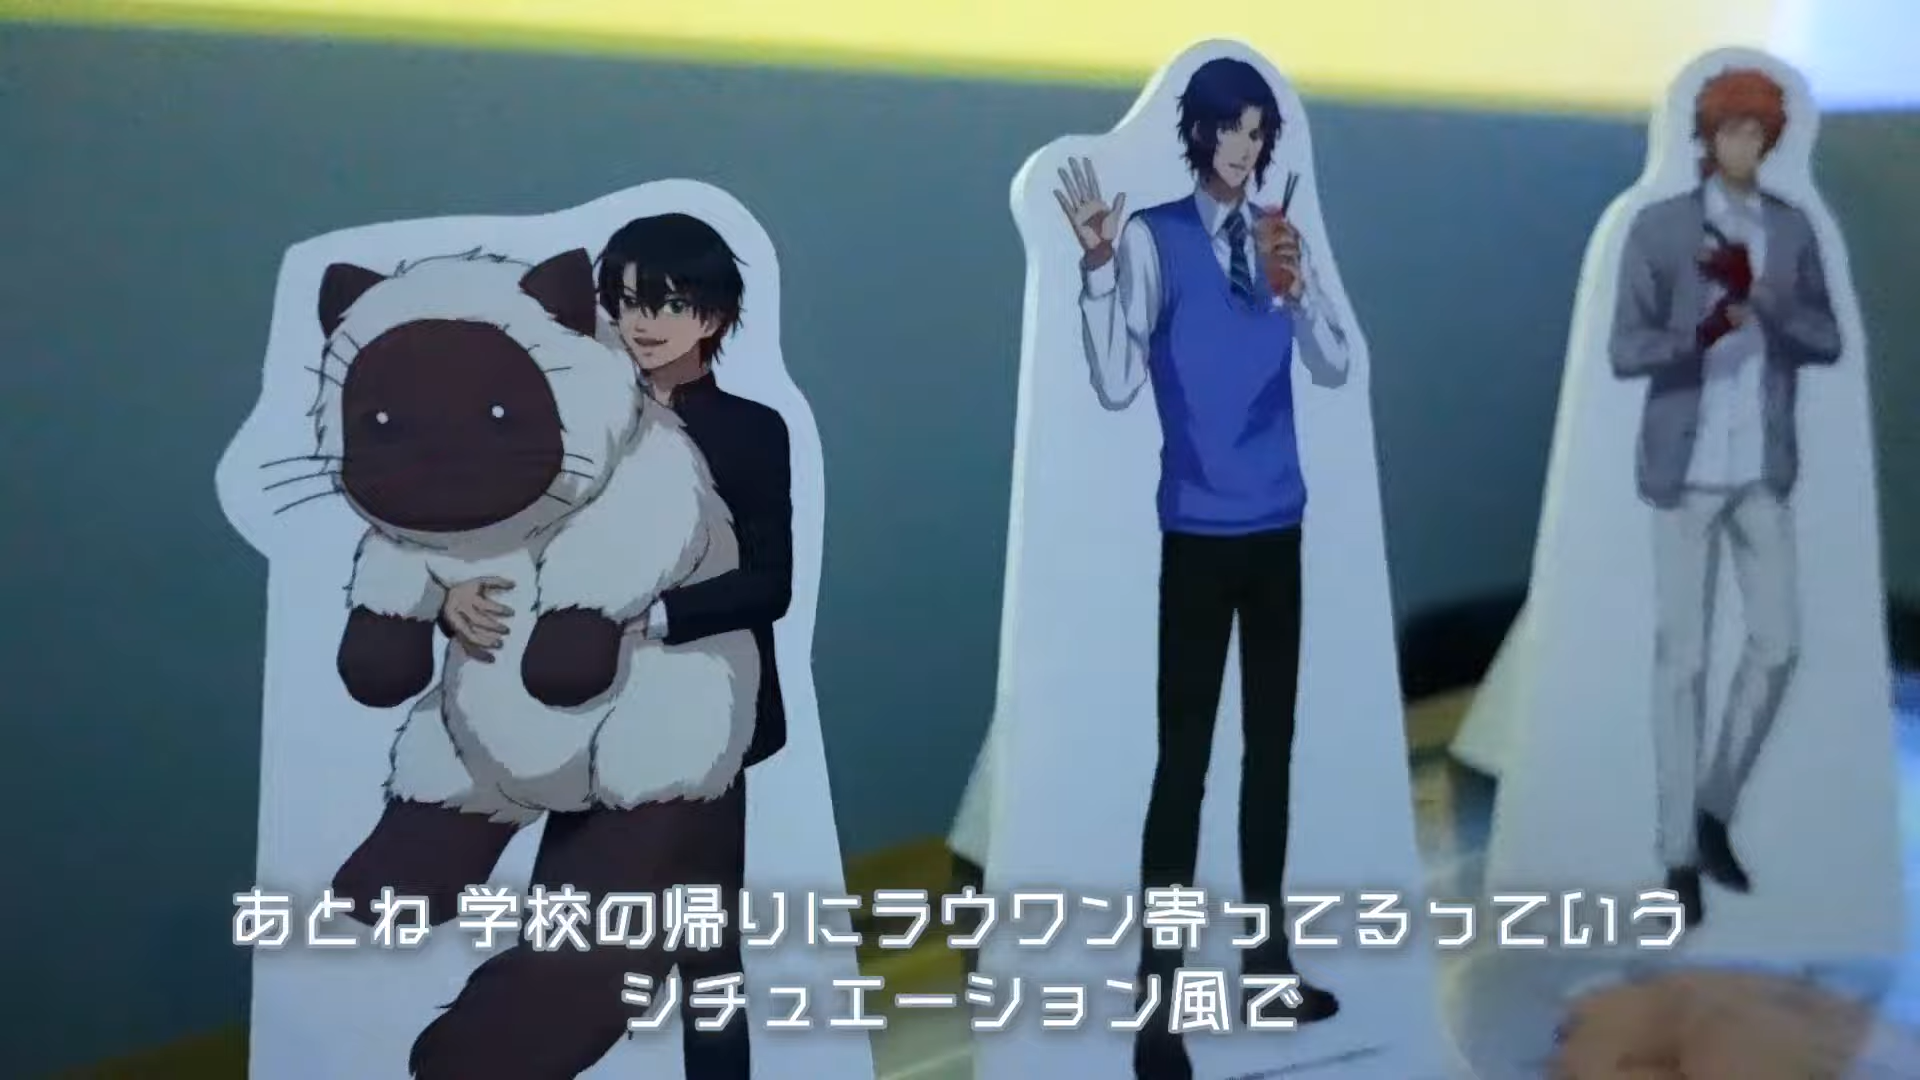 あとね 学校の帰りにラウワン寄ってるっていう
シチュエーション風で